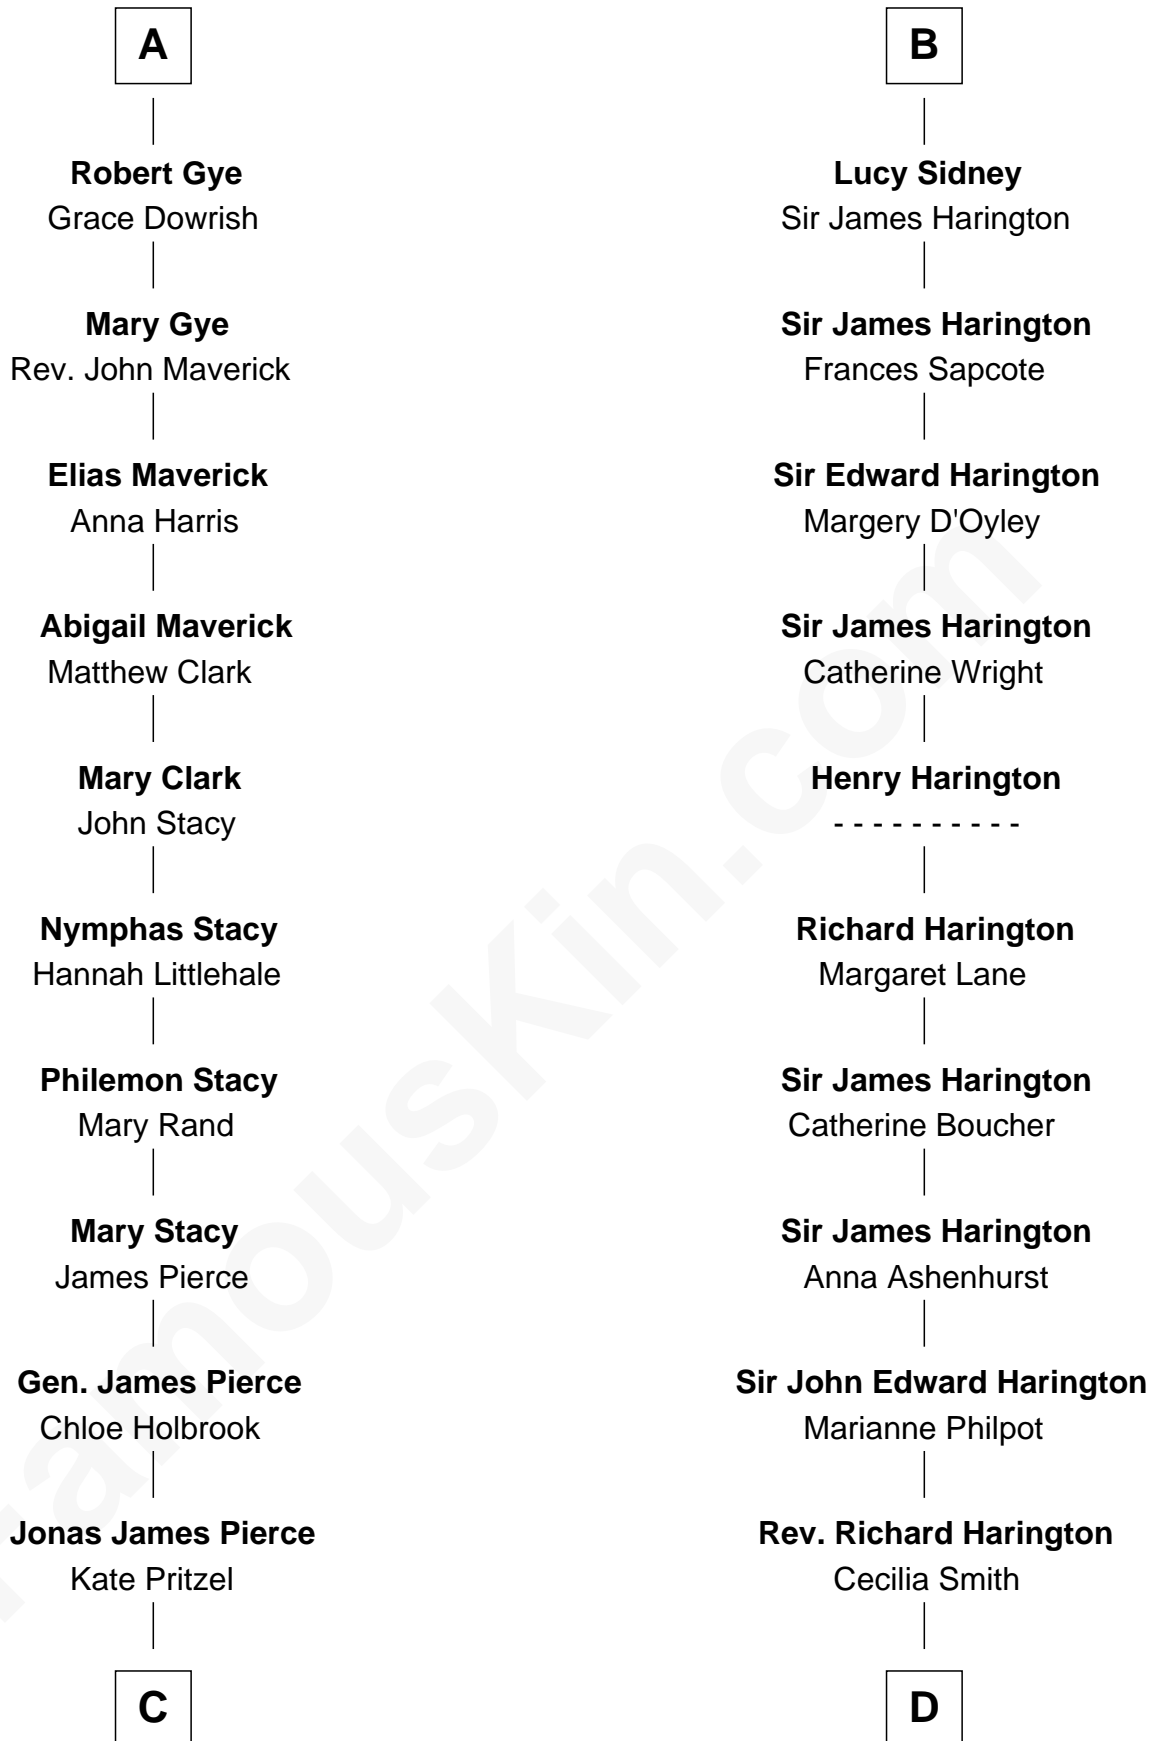 A
Robert Gye
Grace Dowrish
Mary Gye
Rev. John Maverick
Elias Maverick
Anna Harris
Abigail Maverick
Matthew Clark
Mary Clark
John Stacy
Nymphas Stacy
Hannah Littlehale
Philemon Stacy
Mary Rand
Mary Stacy
James Pierce
Gen. James Pierce
Chloe Holbrook
Jonas James Pierce
Kate Pritzel
C
B
Lucy Sidney
Sir James Harington
Sir James Harington
Frances Sapcote
Sir Edward Harington
Margery D'Oyley
Sir James Harington
Catherine Wright
Henry Harington
- - - - - - - - - -
Richard Harington
Margaret Lane
Sir James Harington
Catherine Boucher
Sir James Harington
Anna Ashenhurst
Sir John Edward Harington
Marianne Philpot
Rev. Richard Harington
Cecilia Smith
D
FamousKin.com